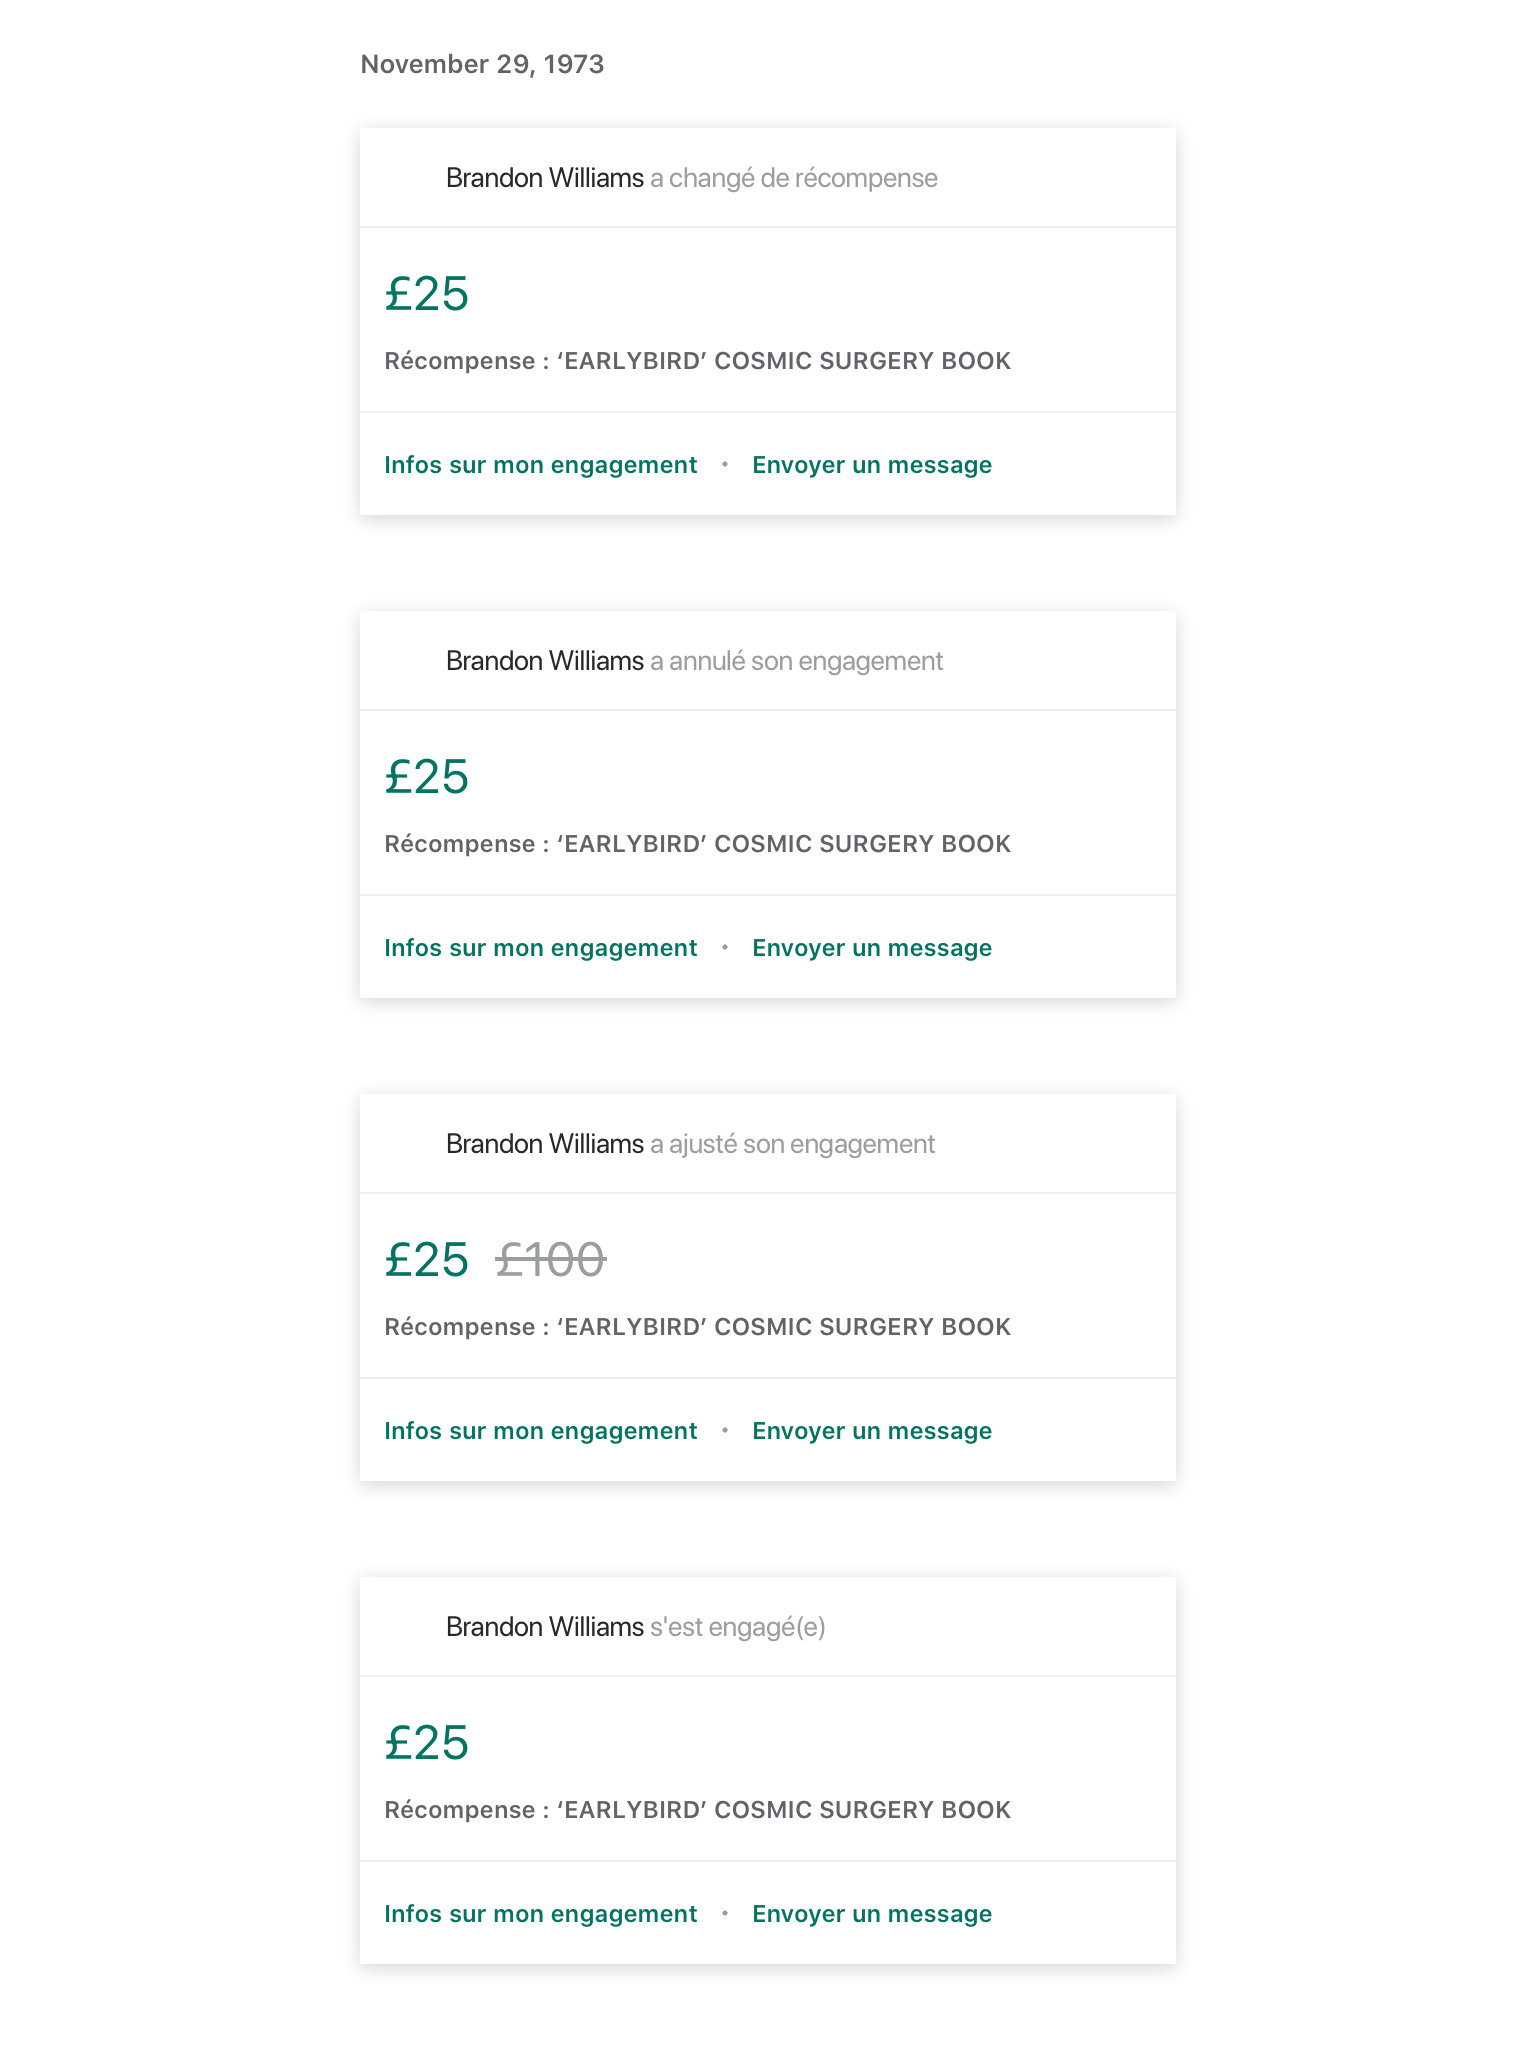 November 29, 1973
Brandon Williams a changé de récompense
£25
Récompense : ‘EARLYBIRD’ COSMIC SURGERY BOOK
Infos sur mon engagement • Envoyer un message
Brandon Williams a annulé son engagement
£25
Récompense : ‘EARLYBIRD’ COSMIC SURGERY BOOK
Infos sur mon engagement • Envoyer un message
Brandon Williams a ajusté son engagement
£25 £100
Récompense : ‘EARLYBIRD’ COSMIC SURGERY BOOK
Infos sur mon engagement • Envoyer un message
Brandon Williams s'est engagé(e)
£25
Récompense : ‘EARLYBIRD’ COSMIC SURGERY BOOK
Infos sur mon engagement • Envoyer un message